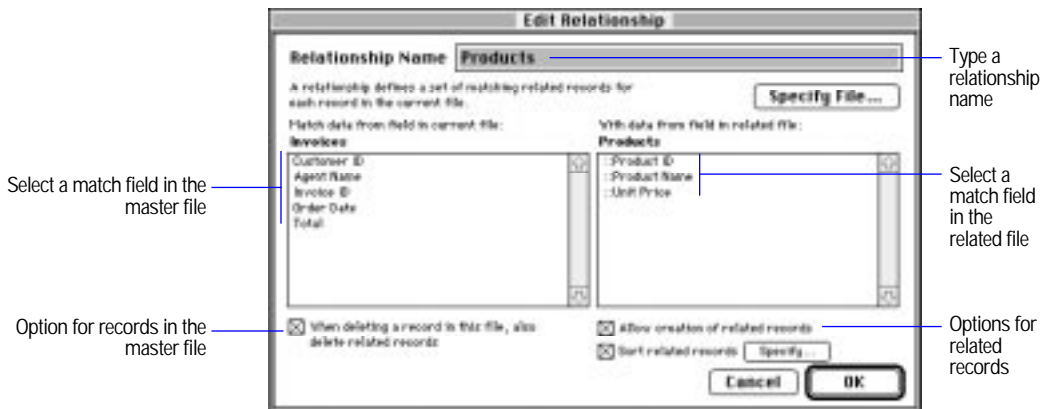 Edit Relationship
Relationship Name Products
Type a
relationship
name
A relationship defines a set of matching related records for
each record in the current file.
Specify File...
Match data from field in current file:
With data from field in related file:
Invoices
Products
Customer ID
Agent Name
Invoice ID
Order Date
Total
::Product ID
::Product Name
::Unit Price
Select a match field in the
master file
Select a
match field
in the
related file
Option for records in the
master file
When deleting a record in this file, also
delete related records
Allow creation of related records
Sort related records Specify...
Options for
related
records
Cancel OK